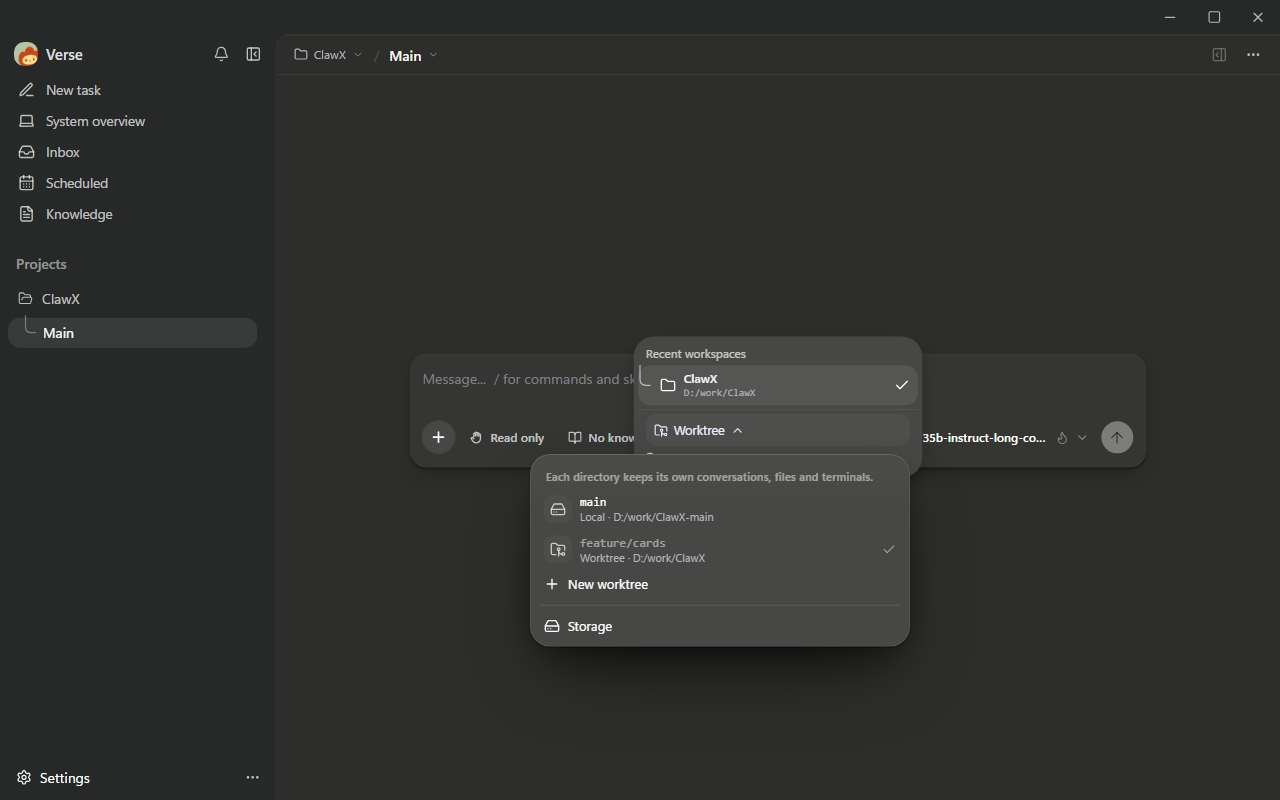 Verse
New task
System overview
Inbox
Scheduled
Knowledge
Projects
ClawX
Main
Settings
ClawX / Main
Message... / for commands and sk
Read only
No know
35b-instruct-long-co...
Recent workspaces
ClawX
D:/work/ClawX
Worktree
Each directory keeps its own conversations, files and terminals.
main
Local · D:/work/ClawX-main
feature/cards
Worktree · D:/work/ClawX
New worktree
Storage